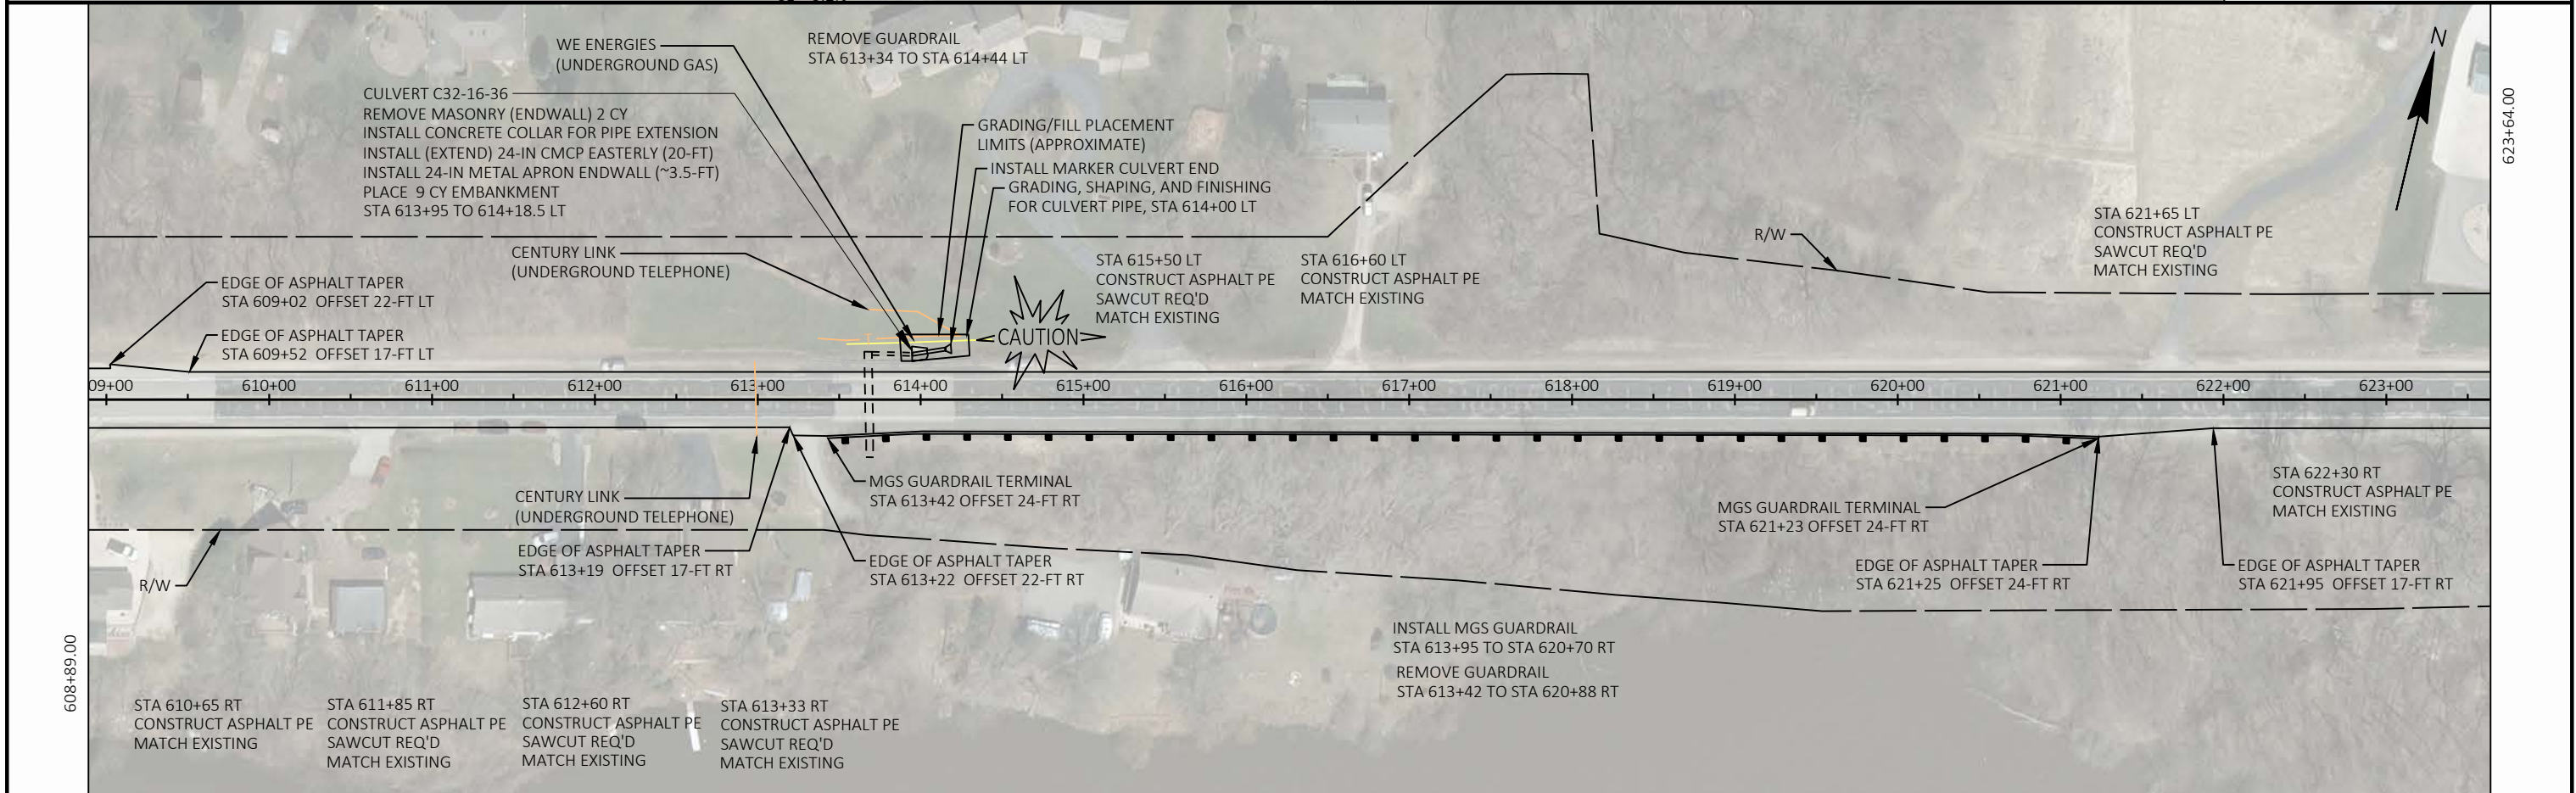 WE ENERGIES
(UNDERGROUND GAS)
REMOVE GUARDRAIL
STA 613+34 TO STA 614+44 LT
N
623+64.00
CULVERT C32-16-36
REMOVE MASONRY (ENDWALL) 2 CY
INSTALL CONCRETE COLLAR FOR PIPE EXTENSION
INSTALL (EXTEND) 24-IN CMCP EASTERLY (20-FT)
INSTALL 24-IN METAL APRON ENDWALL (~3.5-FT)
PLACE 9 CY EMBANKMENT
STA 613+95 TO 614+18.5 LT
GRADING/FILL PLACEMENT
LIMITS (APPROXIMATE)
INSTALL MARKER CULVERT END
GRADING, SHAPING, AND FINISHING
FOR CULVERT PIPE, STA 614+00 LT
CENTURY LINK
(UNDERGROUND TELEPHONE)
STA 615+50 LT
CONSTRUCT ASPHALT PE
SAWCUT REQ'D
MATCH EXISTING
STA 616+60 LT
CONSTRUCT ASPHALT PE
MATCH EXISTING
R/W
STA 621+65 LT
CONSTRUCT ASPHALT PE
SAWCUT REQ'D
MATCH EXISTING
EDGE OF ASPHALT TAPER
STA 609+02 OFFSET 22-FT LT
EDGE OF ASPHALT TAPER
STA 609+52 OFFSET 17-FT LT
CAUTION
09+00 610+00 611+00 612+00 613+00 614+00 615+00 616+00 617+00 618+00 619+00 620+00 621+00 622+00 623+00
CENTURY LINK
(UNDERGROUND TELEPHONE)
EDGE OF ASPHALT TAPER
STA 613+19 OFFSET 17-FT RT
MGS GUARDRAIL TERMINAL
STA 613+42 OFFSET 24-FT RT
EDGE OF ASPHALT TAPER
STA 613+22 OFFSET 22-FT RT
MGS GUARDRAIL TERMINAL
STA 621+23 OFFSET 24-FT RT
EDGE OF ASPHALT TAPER
STA 621+25 OFFSET 24-FT RT
STA 622+30 RT
CONSTRUCT ASPHALT PE
MATCH EXISTING
EDGE OF ASPHALT TAPER
STA 621+95 OFFSET 17-FT RT
R/W
608+89.00
INSTALL MGS GUARDRAIL
STA 613+95 TO STA 620+70 RT
REMOVE GUARDRAIL
STA 613+42 TO STA 620+88 RT
STA 610+65 RT
CONSTRUCT ASPHALT PE
MATCH EXISTING
STA 611+85 RT
CONSTRUCT ASPHALT PE
SAWCUT REQ'D
MATCH EXISTING
STA 612+60 RT
CONSTRUCT ASPHALT PE
SAWCUT REQ'D
MATCH EXISTING
STA 613+33 RT
CONSTRUCT ASPHALT PE
SAWCUT REQ'D
MATCH EXISTING